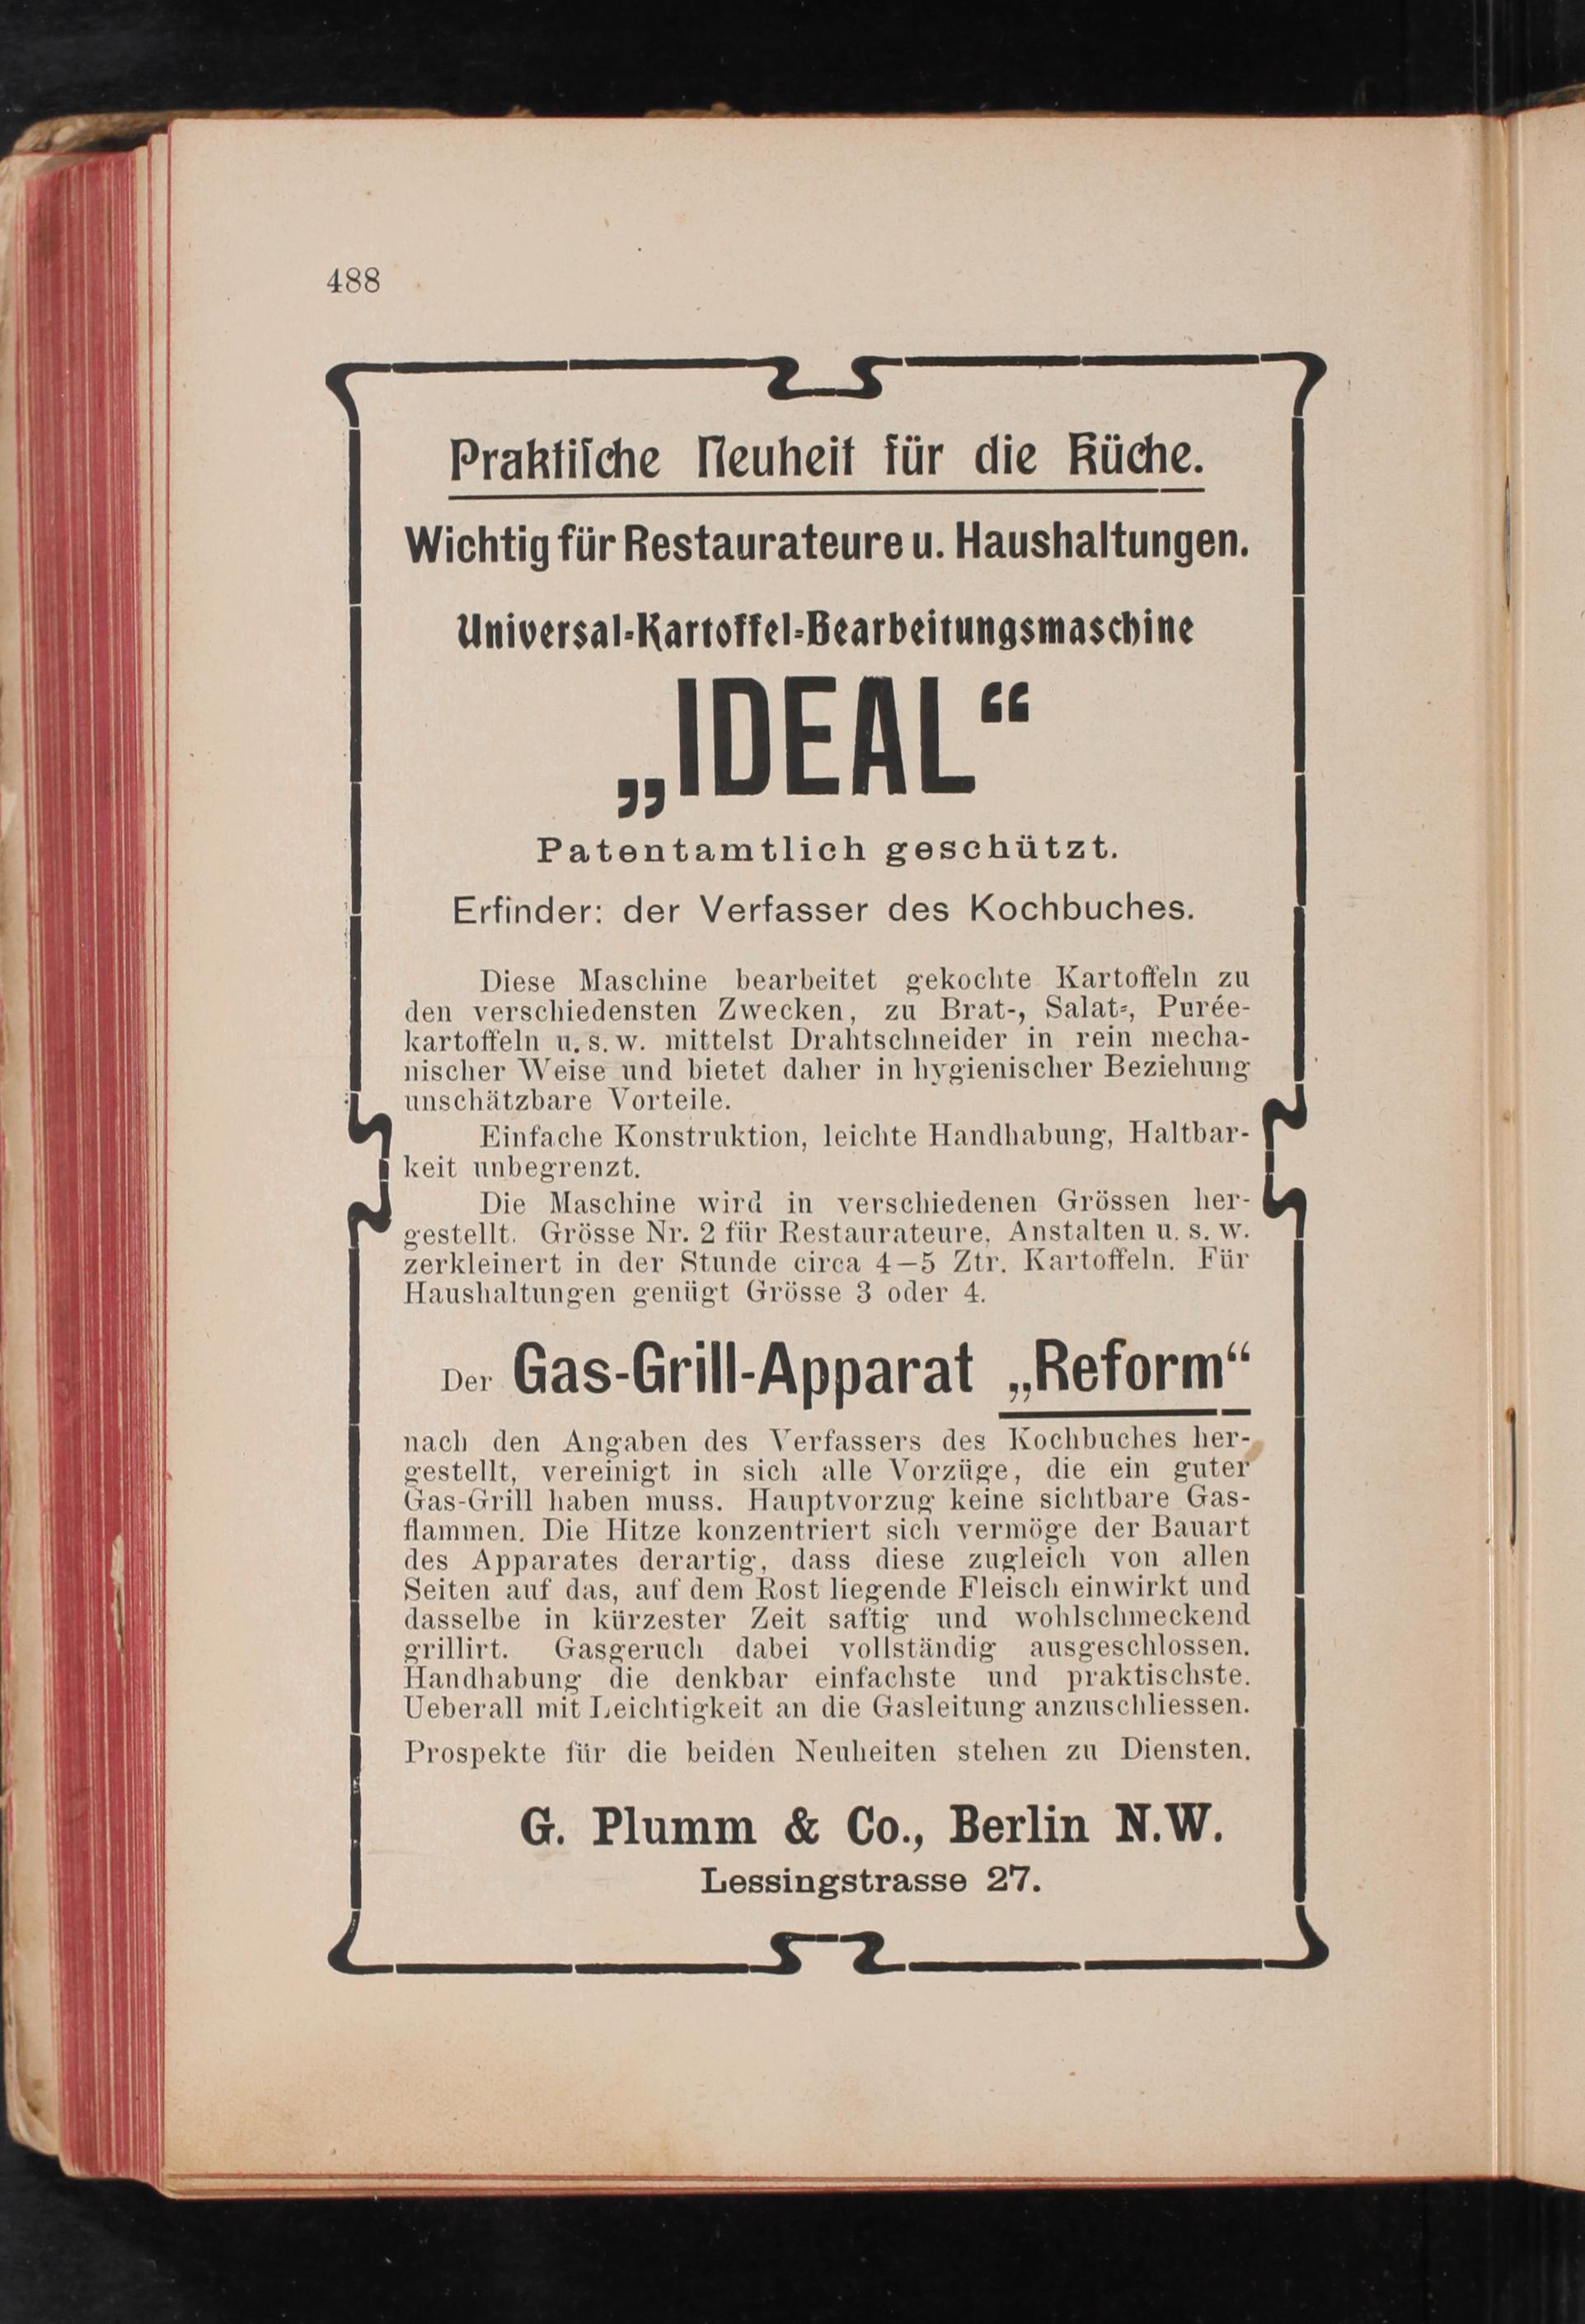 488
Praktiſche Neuheit für die Küche.
Wichtig für Restaurateure u. Haushaltungen.
Universal-Kartoffel-Bearbeitungsmaschine
„IDEAL“
Patentamtlich geschützt.
Erfinder: der Verfasser des Kochbuches.
Diese Maschine bearbeitet gekochte Kartoffeln zu
den verschiedensten Zwecken, zu Brat-, Salat-, Purée-
kartoffeln u. s. w. mittelst Drahtschneider in rein mecha-
nischer Weise und bietet daher in hygienischer Beziehung
unschätzbare Vorteile.
Einfache Konstruktion, leichte Handhabung, Haltbar-
keit unbegrenzt.
Die Maschine wird in verschiedenen Grössen her-
gestellt. Grösse Nr. 2 für Restaurateure, Anstalten u. s. w.
zerkleinert in der Stunde circa 4–5 Ztr. Kartoffeln. Für
Haushaltungen genügt Grösse 3 oder 4.
Der Gas-Grill-Apparat „Reform“
nach den Angaben des Verfassers des Kochbuches her-
gestellt, vereinigt in sich alle Vorzüge, die ein guter
Gas-Grill haben muss. Hauptvorzug keine sichtbare Gas-
flammen. Die Hitze konzentriert sich vermöge der Bauart
des Apparates derartig, dass diese zugleich von allen
Seiten auf das, auf dem Rost liegende Fleisch einwirkt und
dasselbe in kürzester Zeit saftig und wohlschmeckend
grillirt. Gasgeruch dabei vollständig ausgeschlossen.
Handhabung die denkbar einfachste und praktischste.
Ueberall mit Leichtigkeit an die Gasleitung anzuschliessen.
Prospekte für die beiden Neuheiten stehen zu Diensten.
G. Plumm & Co., Berlin N.W.
Lessingstrasse 27.